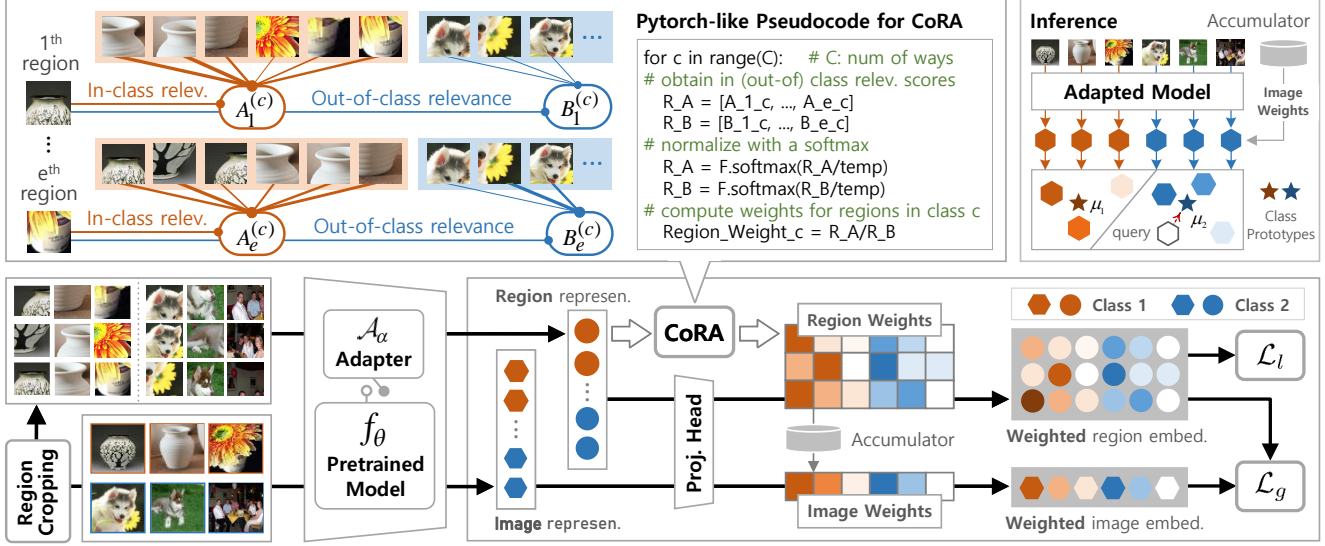 1th
region
In-class relev.
A_1^(c)
Out-of-class relevance
B_1^(c)
...
eth
region
In-class relev.
A_e^(c)
Out-of-class relevance
B_e^(c)
...
Pytorch-like Pseudocode for CoRA
for c in range(C): # C: num of ways
# obtain in (out-of) class relev. scores
R_A = [A_1_c, ..., A_e_c]
R_B = [B_1_c, ..., B_e_c]
# normalize with a softmax
R_A = F.softmax(R_A/temp)
R_B = F.softmax(R_B/temp)
# compute weights for regions in class c
Region_Weight_c = R_A/R_B
Inference
Accumulator
Adapted Model
Image
Weights
μ₁
μ₂
query
Class
Prototypes
Region
Cropping
𝒜_α
Adapter
f_θ
Pretrained
Model
Region represen.
Image represen.
CoRA
Proj. Head
Region Weights
Accumulator
Image Weights
Class 1
Class 2
Weighted region embed.
Weighted image embed.
ℒ_l
ℒ_g